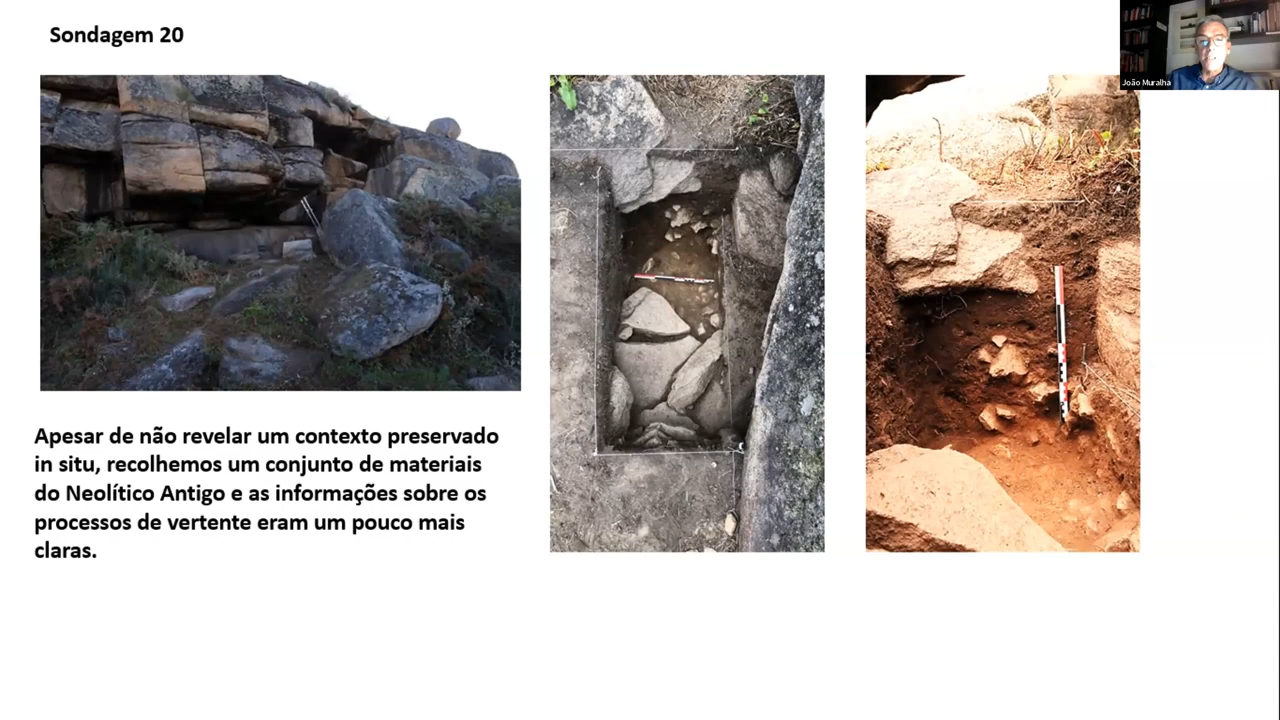 Sondagem 20
João Muralha
Apesar de não revelar um contexto preservado
in situ, recolhemos um conjunto de materiais
do Neolítico Antigo e as informações sobre os
processos de vertente eram um pouco mais
claras.